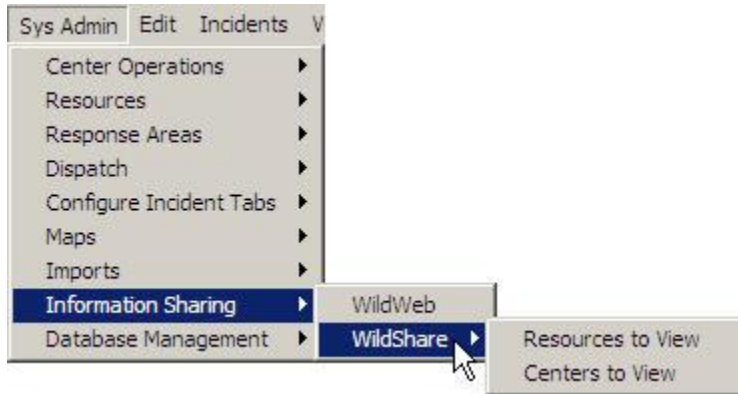 Sys Admin Edit Incidents
Center Operations
Resources
Response Areas
Dispatch
Configure Incident Tabs
Maps
Imports
Information Sharing WildWeb
Database Management WildShare Resources to View
Centers to View